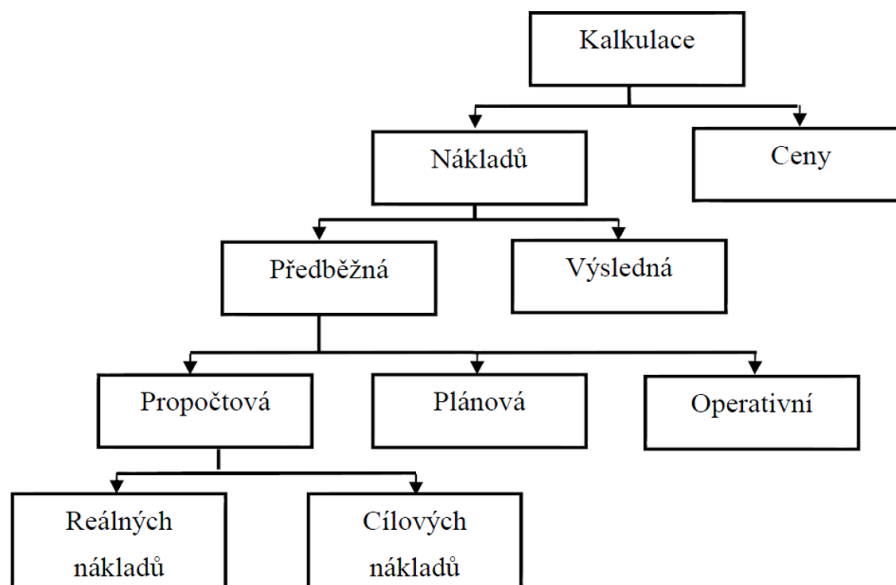 Kalkulace
Nákladů
Ceny
Předběžná
Výsledná
Propočtová
Plánová
Operativní
Reálných
nákladů
Cílových
nákladů